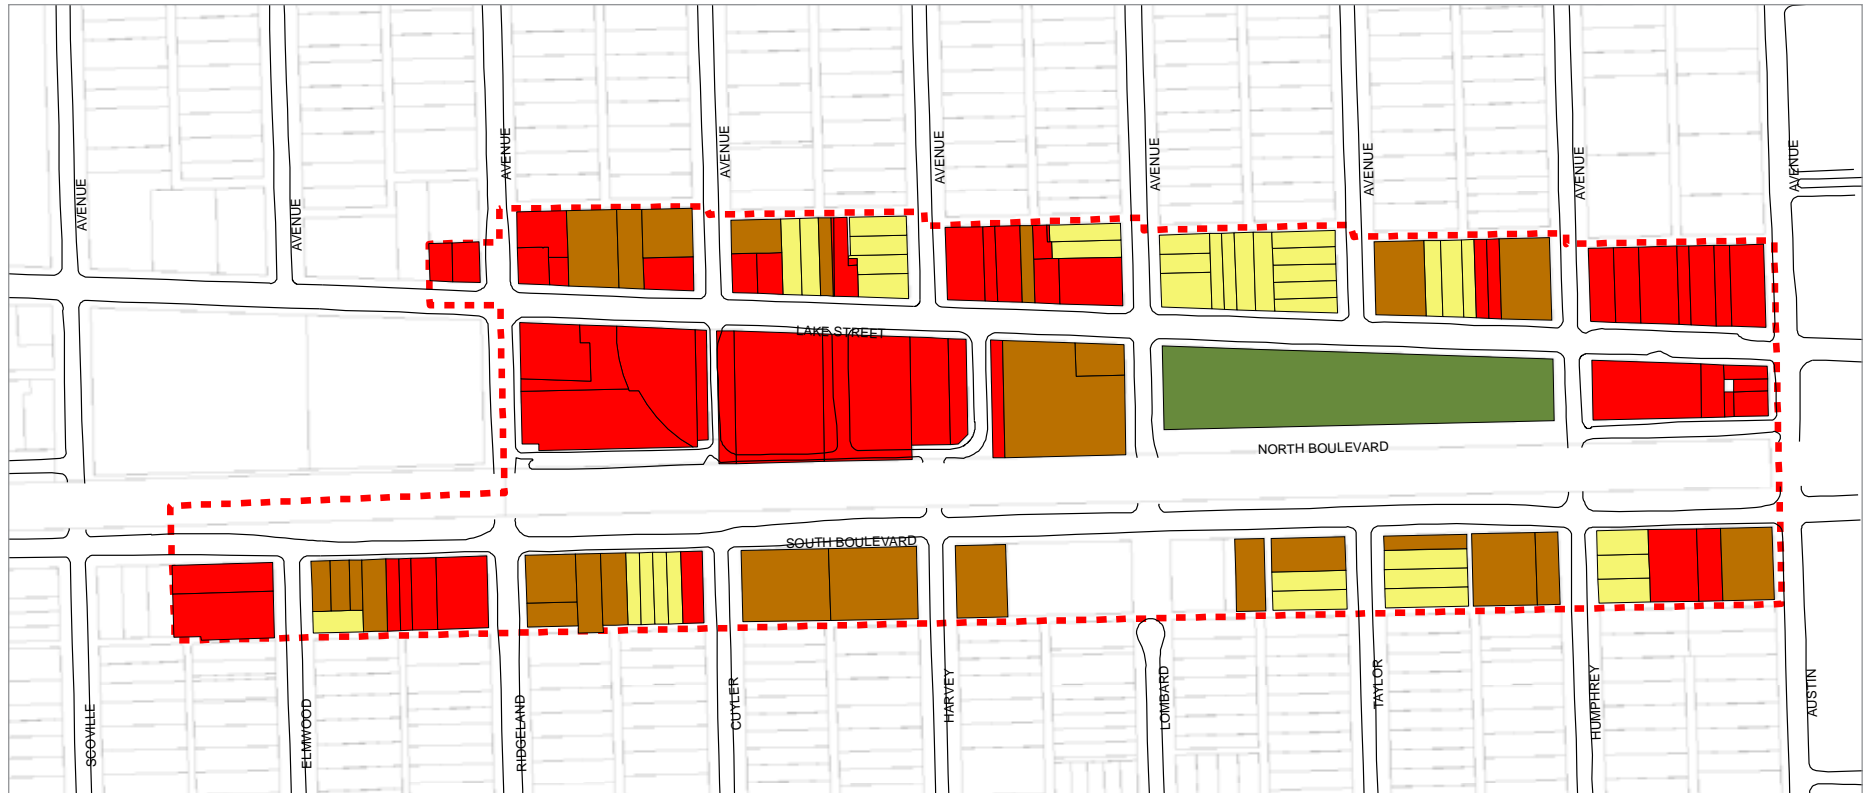 AVENUE
AVENUE
AVENUE
AVENUE
AVENUE
AVENUE
AVENUE
AVENUE
AVENUE
LAKE STREET
NORTH BOULEVARD
SOUTH BOULEVARD
SCOVILLE
ELMWOOD
RIDGELAND
CUYLER
HARVEY
LOMBARD
TAYLOR
HUMPHREY
AUSTIN